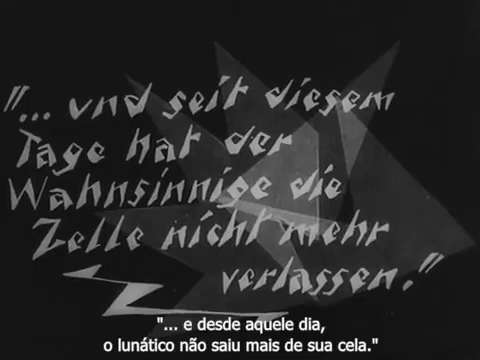 "... und seit diesem
Tage hat der
Wahnsinnige die
Zelle nicht mehr
verlassen."
"... e desde aquele dia,
o lunático não saiu mais de sua cela."